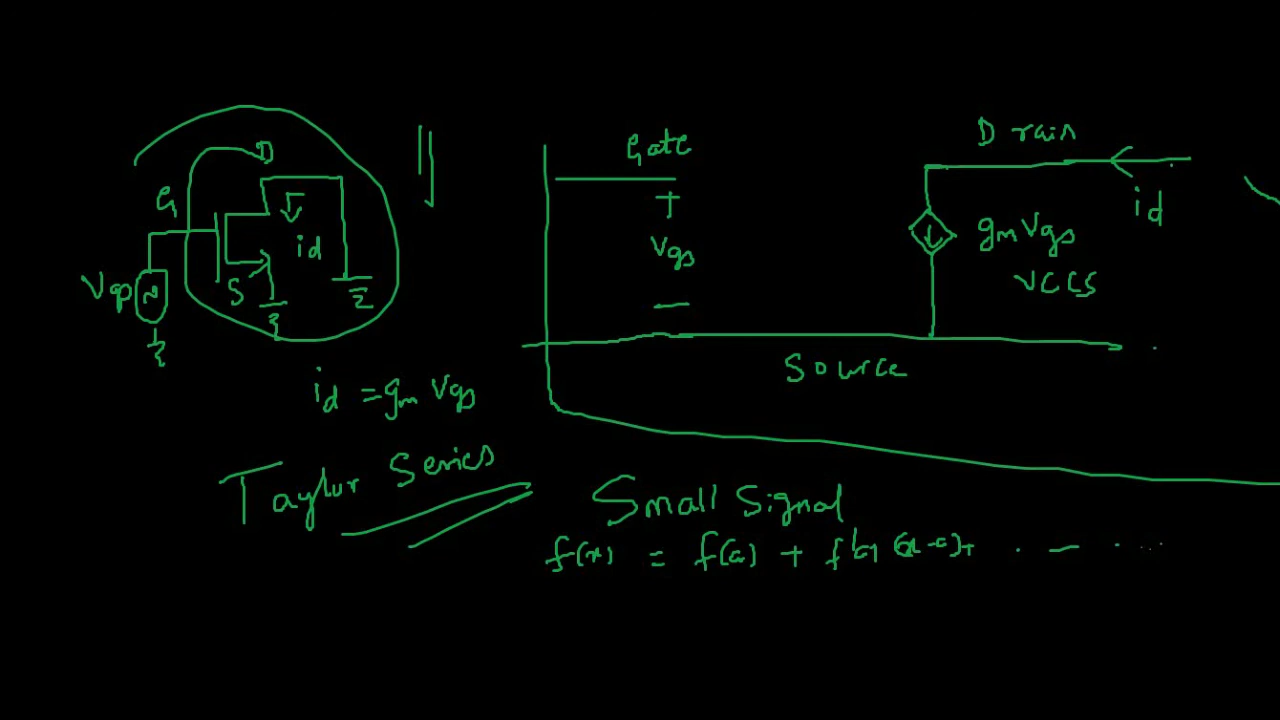 D
G
id
S
Vgs
id = gm Vgs
Taylor Series
Gate
+
Vgs
—
Drain
id
gm Vgs
VCCS
Source
Small Signal
f(x) = f(a) + f'(a) (x-a)+ . — . ....